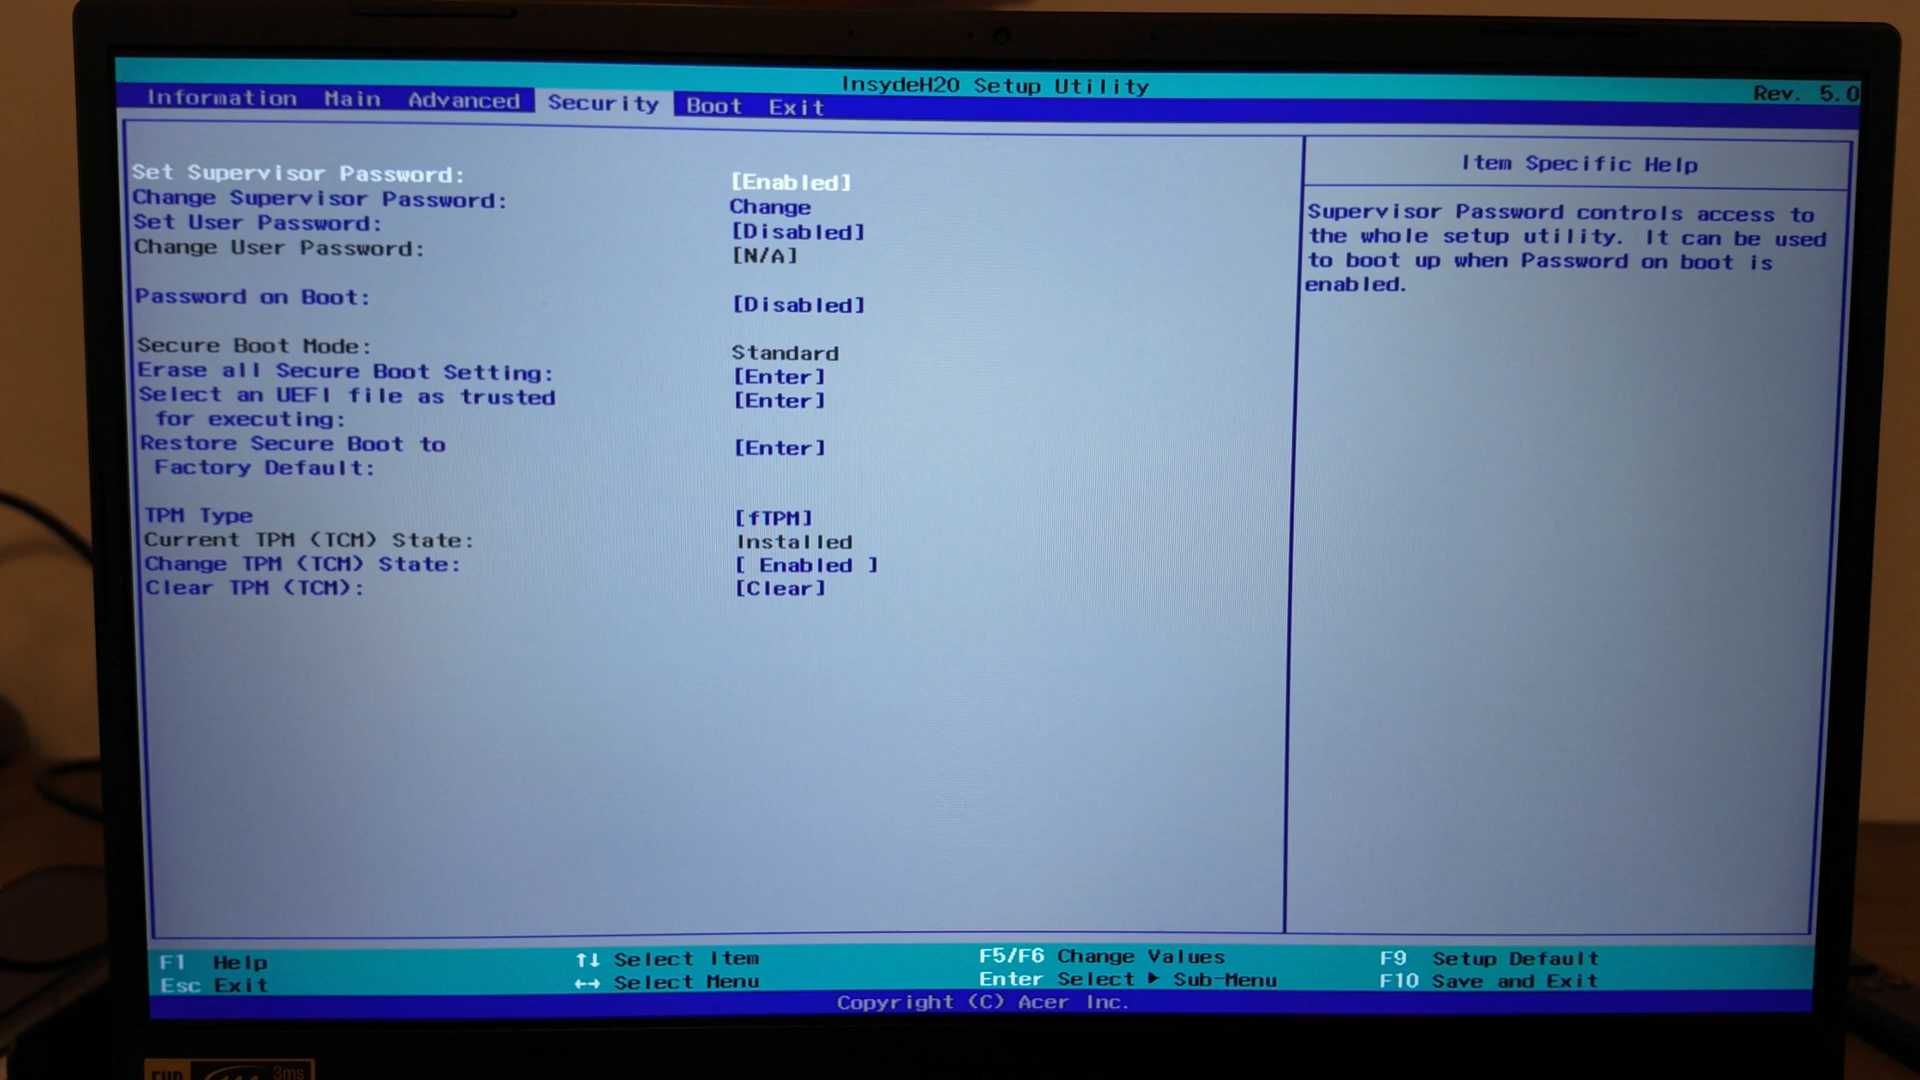 InsydeH20 Setup Utility
Rev. 5.0
Information Main Advanced Security Boot Exit
Set Supervisor Password: [Enabled]
Change Supervisor Password: Change
Set User Password: [Disabled]
Change User Password: [N/A]
Password on Boot: [Disabled]
Secure Boot Mode: Standard
Erase all Secure Boot Setting: [Enter]
Select an UEFI file as trusted [Enter]
for executing:
Restore Secure Boot to [Enter]
Factory Default:
TPM Type [fTPM]
Current TPM (TCM) State: Installed
Change TPM (TCM) State: [ Enabled ]
Clear TPM (TCM): [Clear]
Item Specific Help
Supervisor Password controls access to
the whole setup utility. It can be used
to boot up when Password on boot is
enabled.
F1 Help ↑↓ Select Item F5/F6 Change Values F9 Setup Default
Esc Exit ↔ Select Menu Enter Select ▶ Sub-Menu F10 Save and Exit
Copyright (C) Acer Inc.
3ms